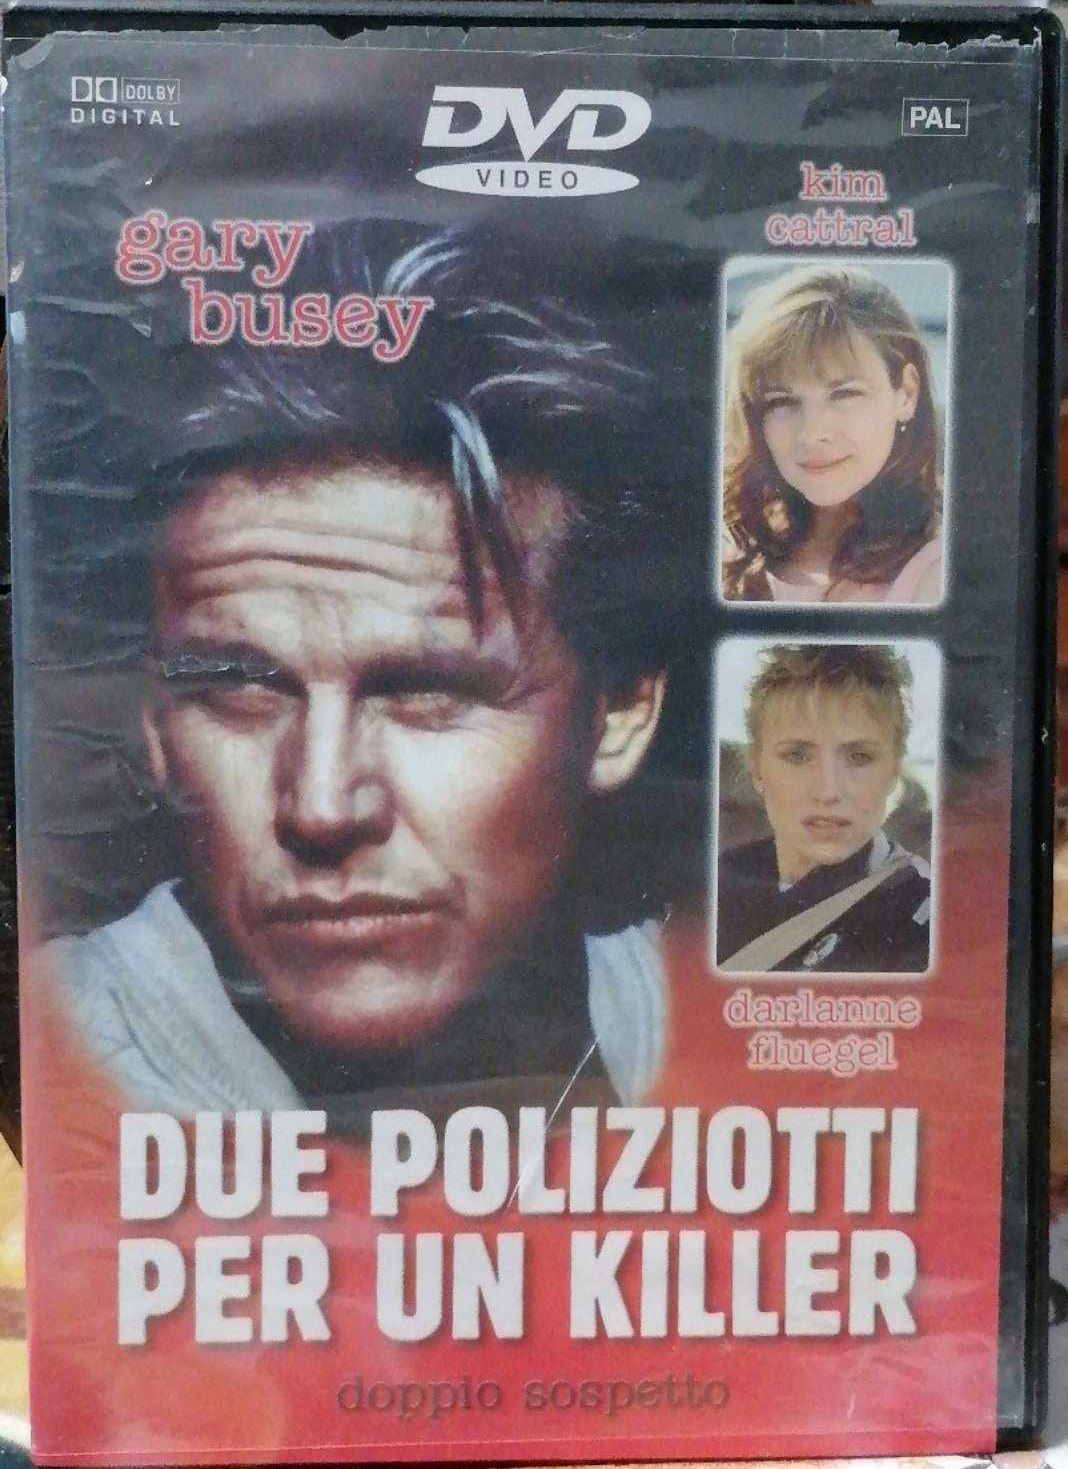 DOLBY
DIGITAL
DVD
VIDEO
PAL
gary
busey
kim
cattral
darlanne
fluegel
DUE POLIZIOTTI
PER UN KILLER
doppio sospetto